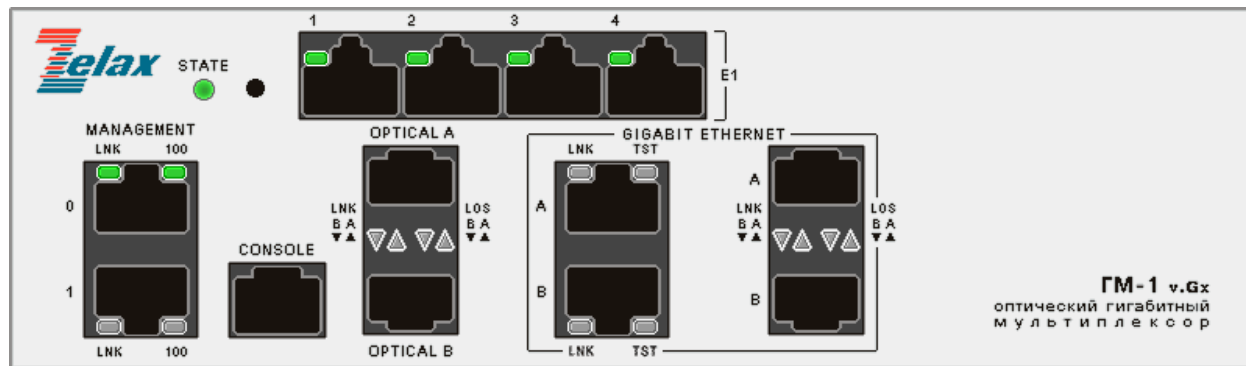 Zelax
STATE
1 2 3 4
E1
MANAGEMENT
LNK 100
0
1
LNK 100
CONSOLE
OPTICAL A
LNK
B A
▼▲
LOS
B A
▼▲
OPTICAL B
GIGABIT ETHERNET
LNK TST
A
B
LNK TST
A
LNK
B A
▼▲
LOS
B A
▼▲
B
ГМ-1 v.Gx
оптический гигабитный
мультиплексор